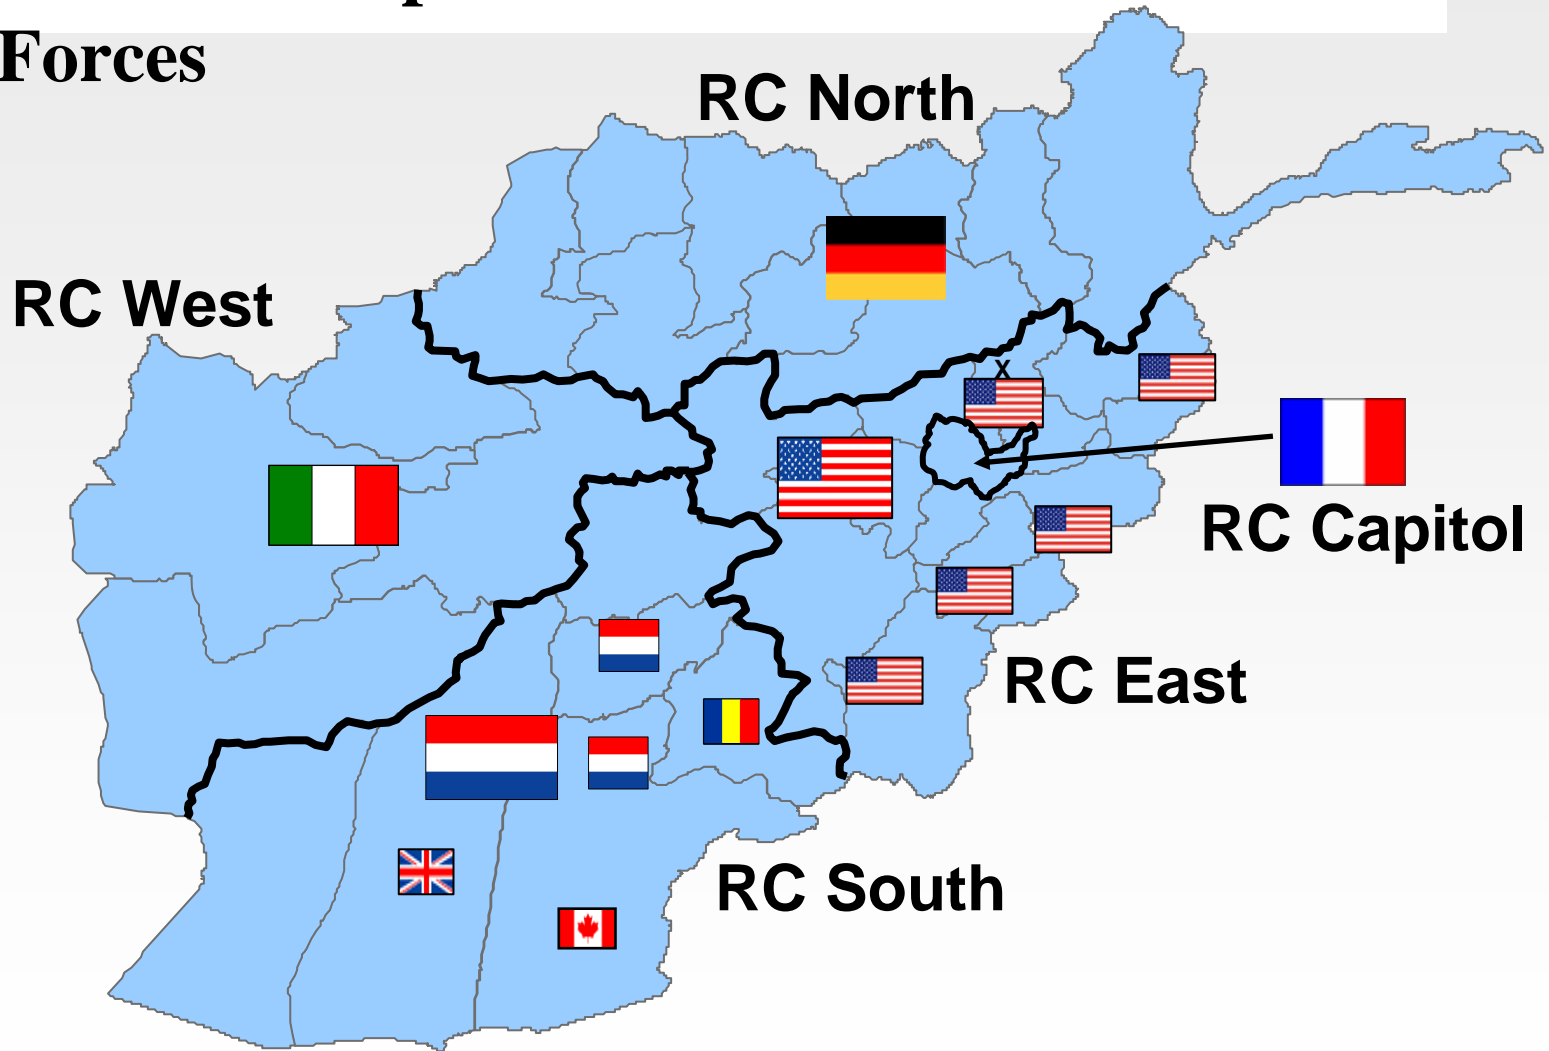 Forces
RC North
RC West
X
RC Capitol
RC East
RC South